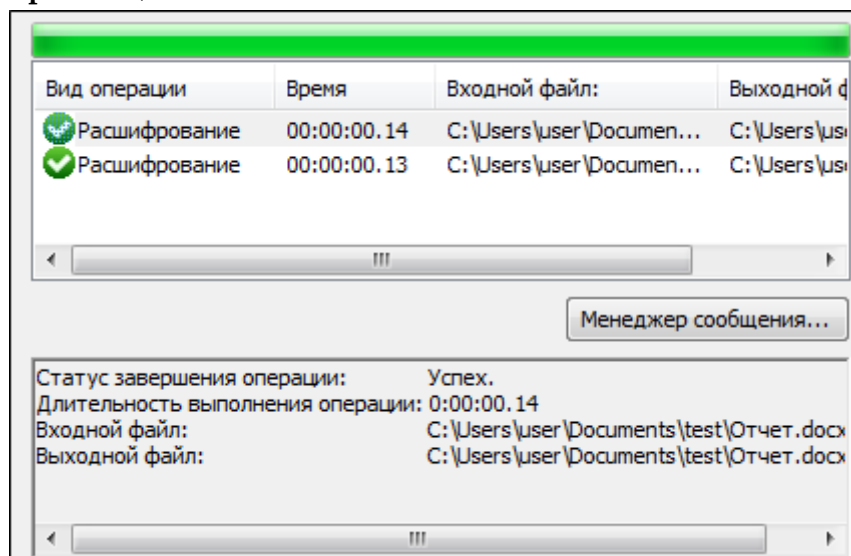 Вид операции Время Входной файл: Выходной ф
Расшифрование 00:00:00.14 C:\Users\user\Documen... C:\Users\us
Расшифрование 00:00:00.13 C:\Users\user\Documen... C:\Users\us
Менеджер сообщения...
Статус завершения операции: Успех.
Длительность выполнения операции: 0:00:00.14
Входной файл: C:\Users\user\Documents\test\Отчет.docx
Выходной файл: C:\Users\user\Documents\test\Отчет.docx